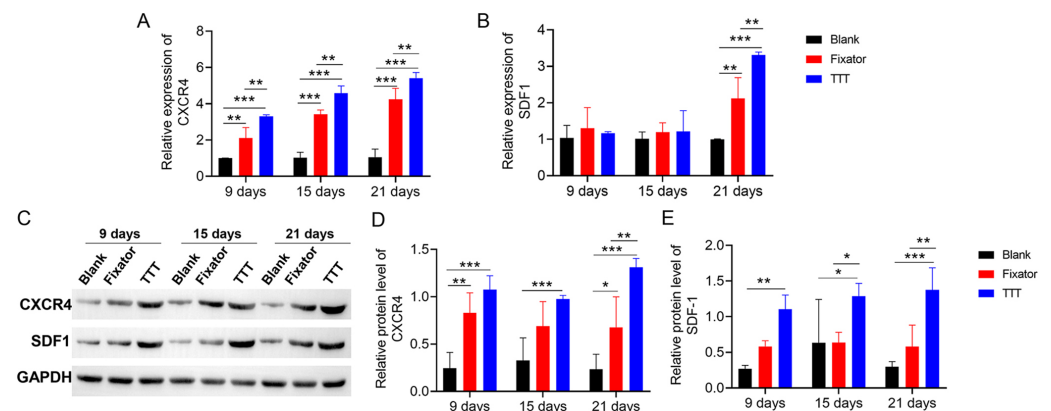 A
Relative expression of
CXCR4
8
6
4
2
0
**
***
**
***
***
**
***
***
**
9 days
15 days
21 days
B
Relative expression of
SDF1
4
3
2
1
0
**
***
**
9 days
15 days
21 days
Blank
Fixator
TTT
C
9 days
15 days
21 days
Blank
Fixator
TTT
Blank
Fixator
TTT
Blank
Fixator
TTT
CXCR4
SDF1
GAPDH
D
Relative protein level of
CXCR4
1.5
1.0
0.5
0.0
***
**
***
**
***
*
9 days
15 days
21 days
E
Relative protein level of
SDF-1
2.0
1.5
1.0
0.5
0.0
**
*
*
**
***
9 days
15 days
21 days
Blank
Fixator
TTT